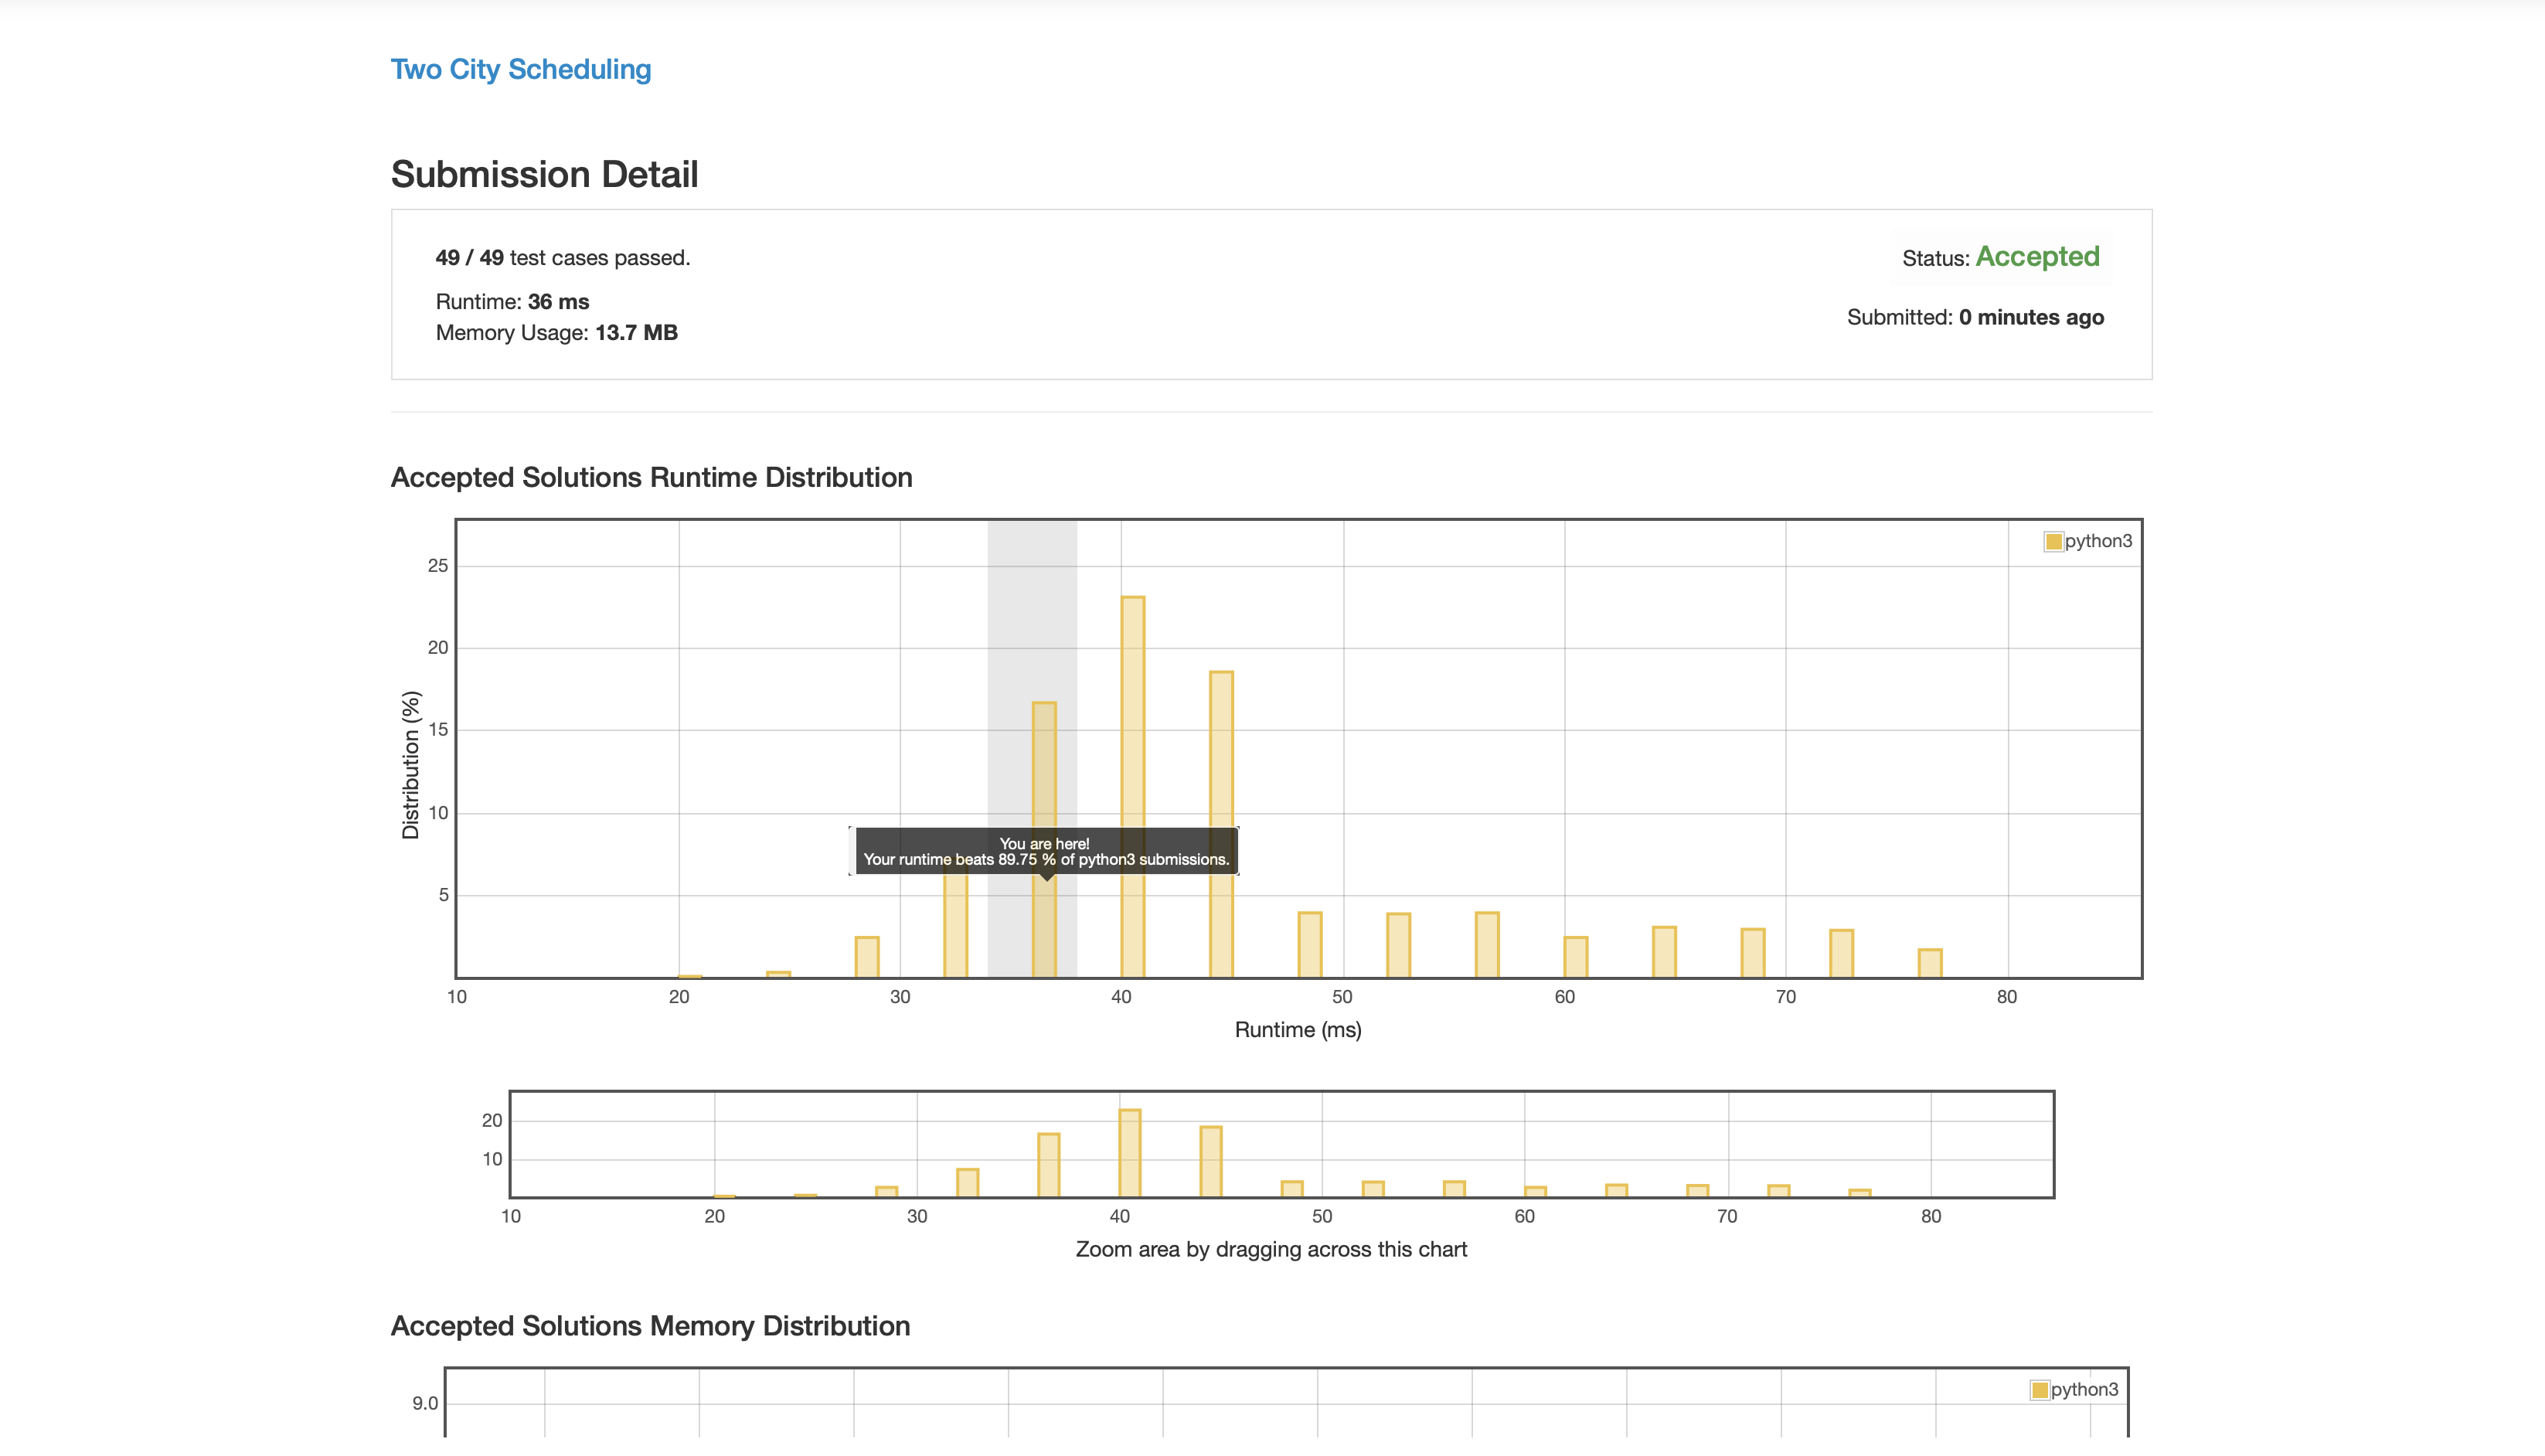 Two City Scheduling
Submission Detail
49 / 49 test cases passed.
Status: Accepted
Runtime: 36 ms
Submitted: 0 minutes ago
Memory Usage: 13.7 MB
Accepted Solutions Runtime Distribution
python3
25
20
15
10
5
Distribution (%)
You are here!
Your runtime beats 89.75 % of python3 submissions.
10 20 30 40 50 60 70 80
Runtime (ms)
20
10
10 20 30 40 50 60 70 80
Zoom area by dragging across this chart
Accepted Solutions Memory Distribution
python3
9.0